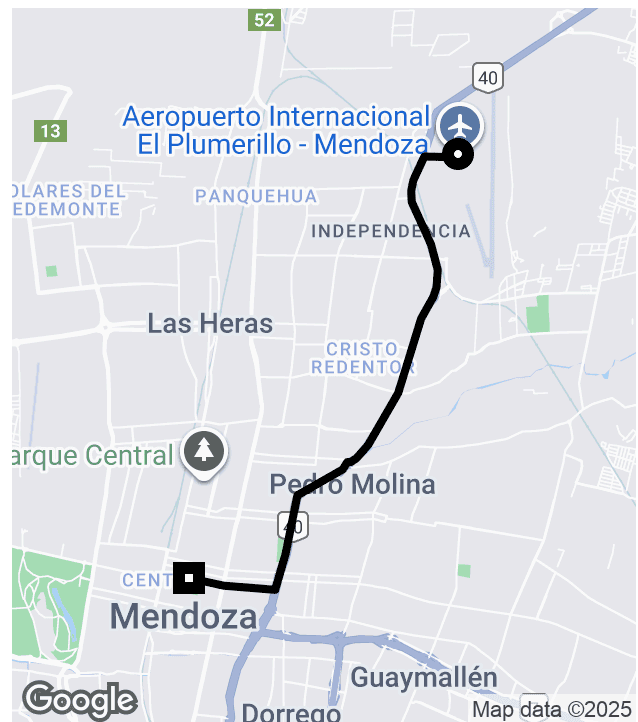 52
40
13
Aeropuerto Internacional
El Plumerillo - Mendoza
OLARES DEL
EDEMONTE
PANQUEHUA
INDEPENDENCIA
Las Heras
CRISTO
REDENTOR
arque Central
Pedro Molina
40
CENT
Mendoza
Guaymallén
Dorrego
Google
Map data ©2025